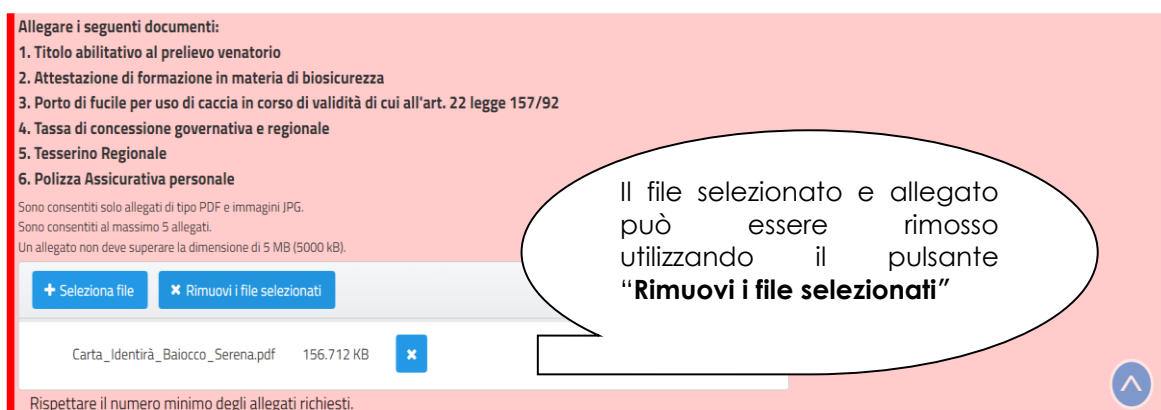 Allegare i seguenti documenti:
1. Titolo abilitativo al prelievo venatorio
2. Attestazione di formazione in materia di biosicurezza
3. Porto di fucile per uso di caccia in corso di validità di cui all'art. 22 legge 157/92
4. Tassa di concessione governativa e regionale
5. Tesserino Regionale
6. Polizza Assicurativa personale
Sono consentiti solo allegati di tipo PDF e immagini JPG.
Sono consentiti al massimo 5 allegati.
Un allegato non deve superare la dimensione di 5 MB (5000 kB).
Seleziona file
Rimuovi i file selezionati
Carta_Identirà_Baiocco_Serena.pdf 156.712 KB
Rispettare il numero minimo degli allegati richiesti.
Il file selezionato e allegato
può essere rimosso
utilizzando il pulsante
“Rimuovi i file selezionati”